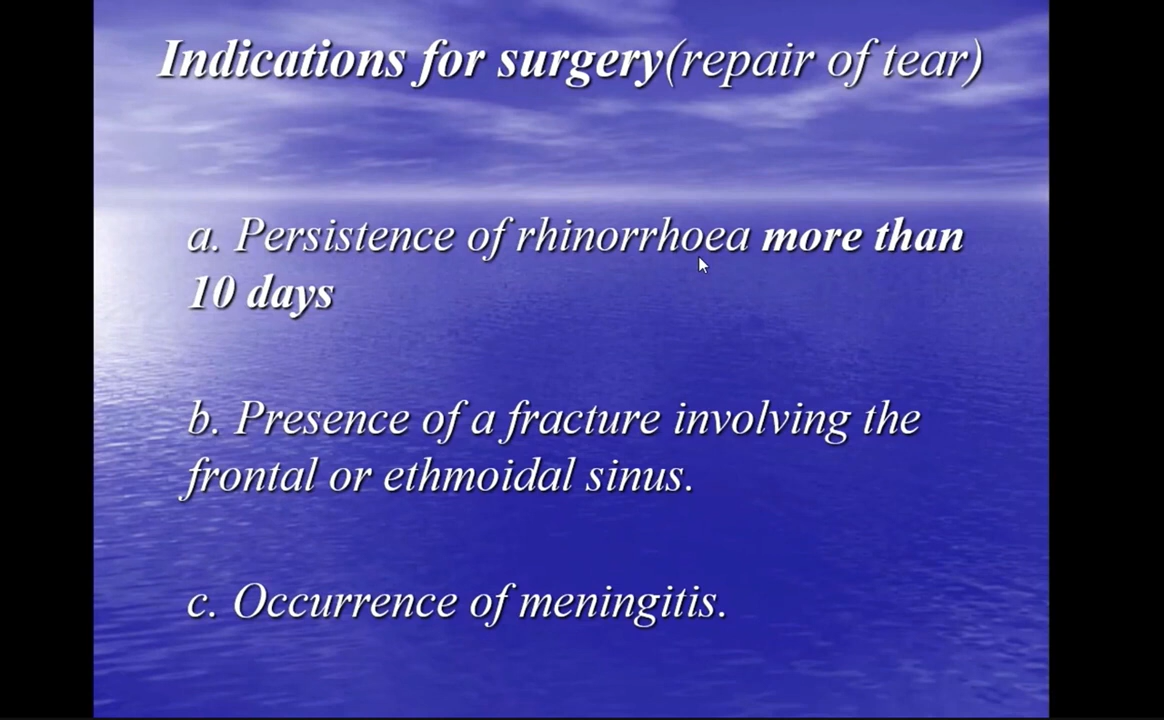 Indications for surgery(repair of tear)
a. Persistence of rhinorrhoea more than
10 days
b. Presence of a fracture involving the
frontal or ethmoidal sinus.
c. Occurrence of meningitis.